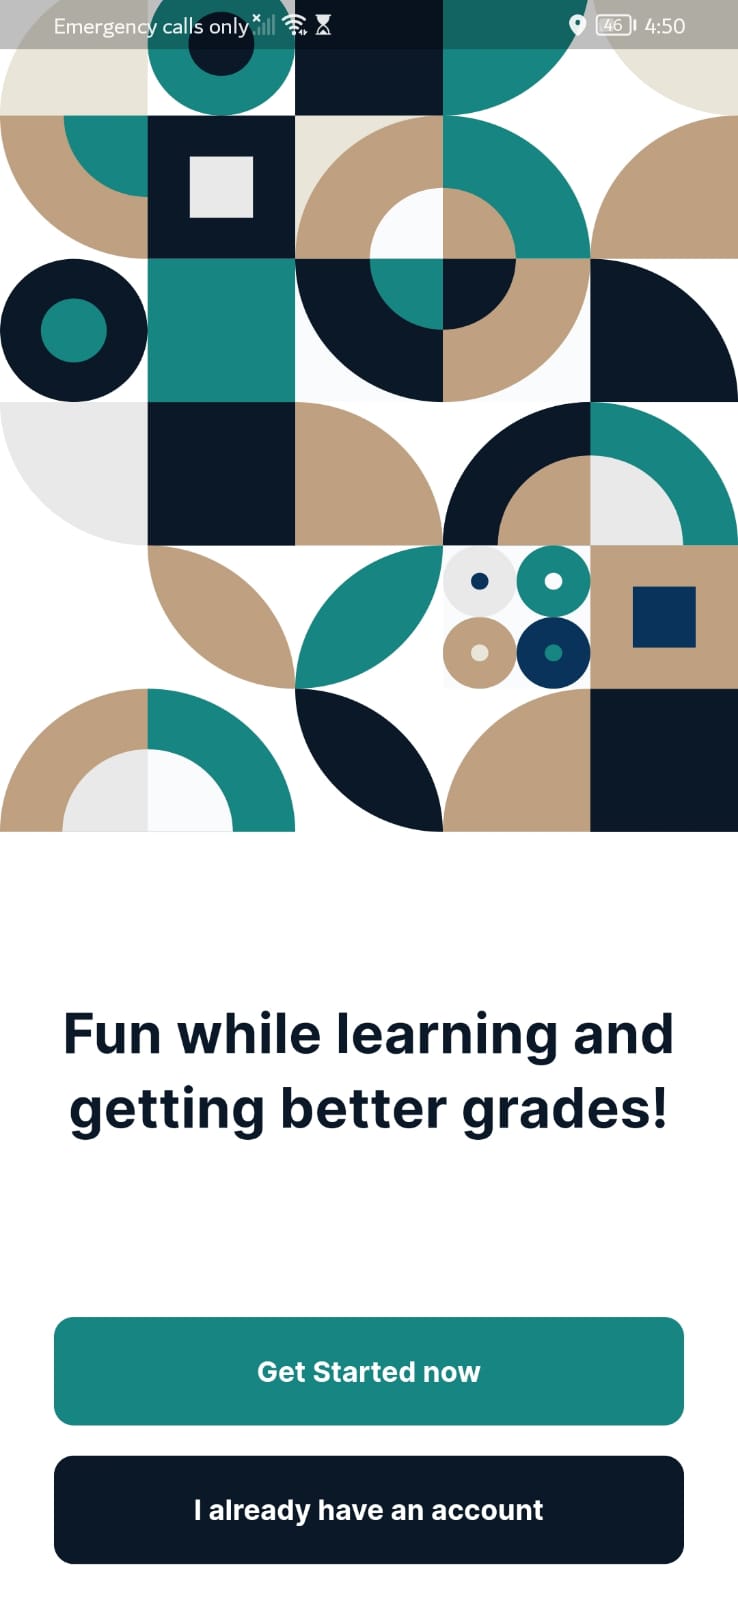 Emergency calls only 46 4:50
Fun while learning and
getting better grades!
Get Started now
I already have an account